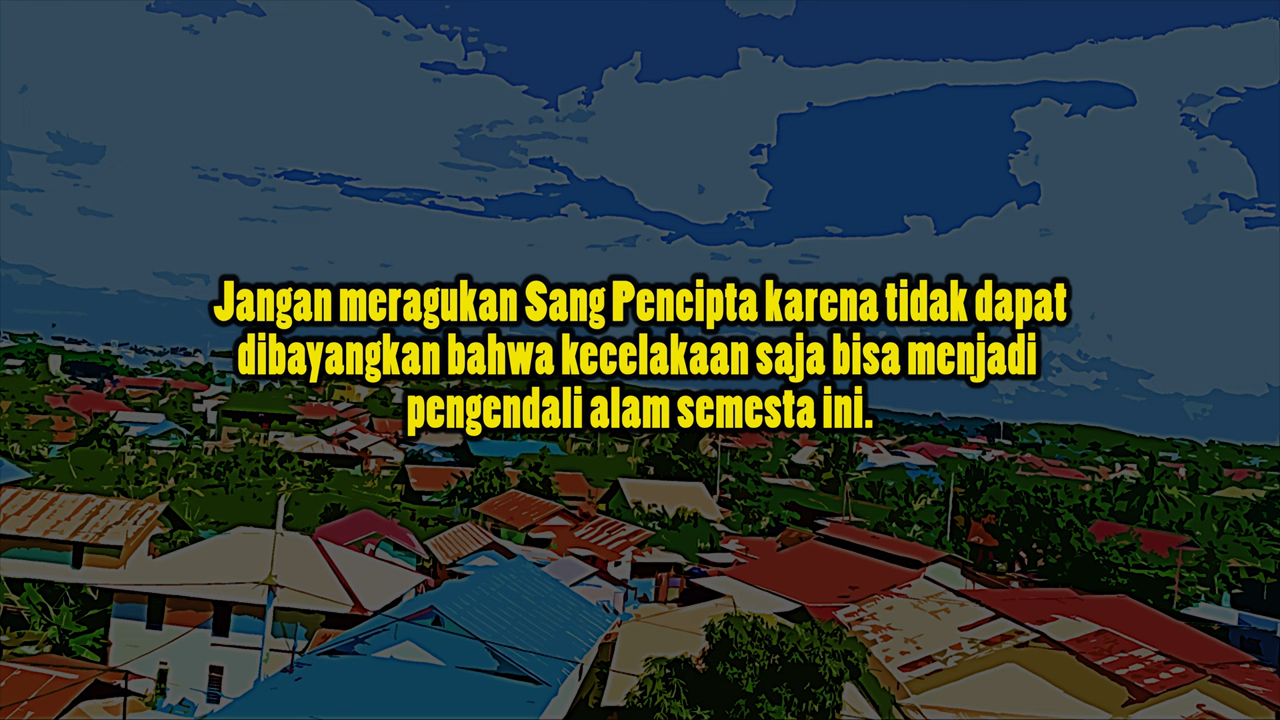 Jangan meragukan Sang Pencipta karena tidak dapat
dibayangkan bahwa kecelakaan saja bisa menjadi
pengendali alam semesta ini.